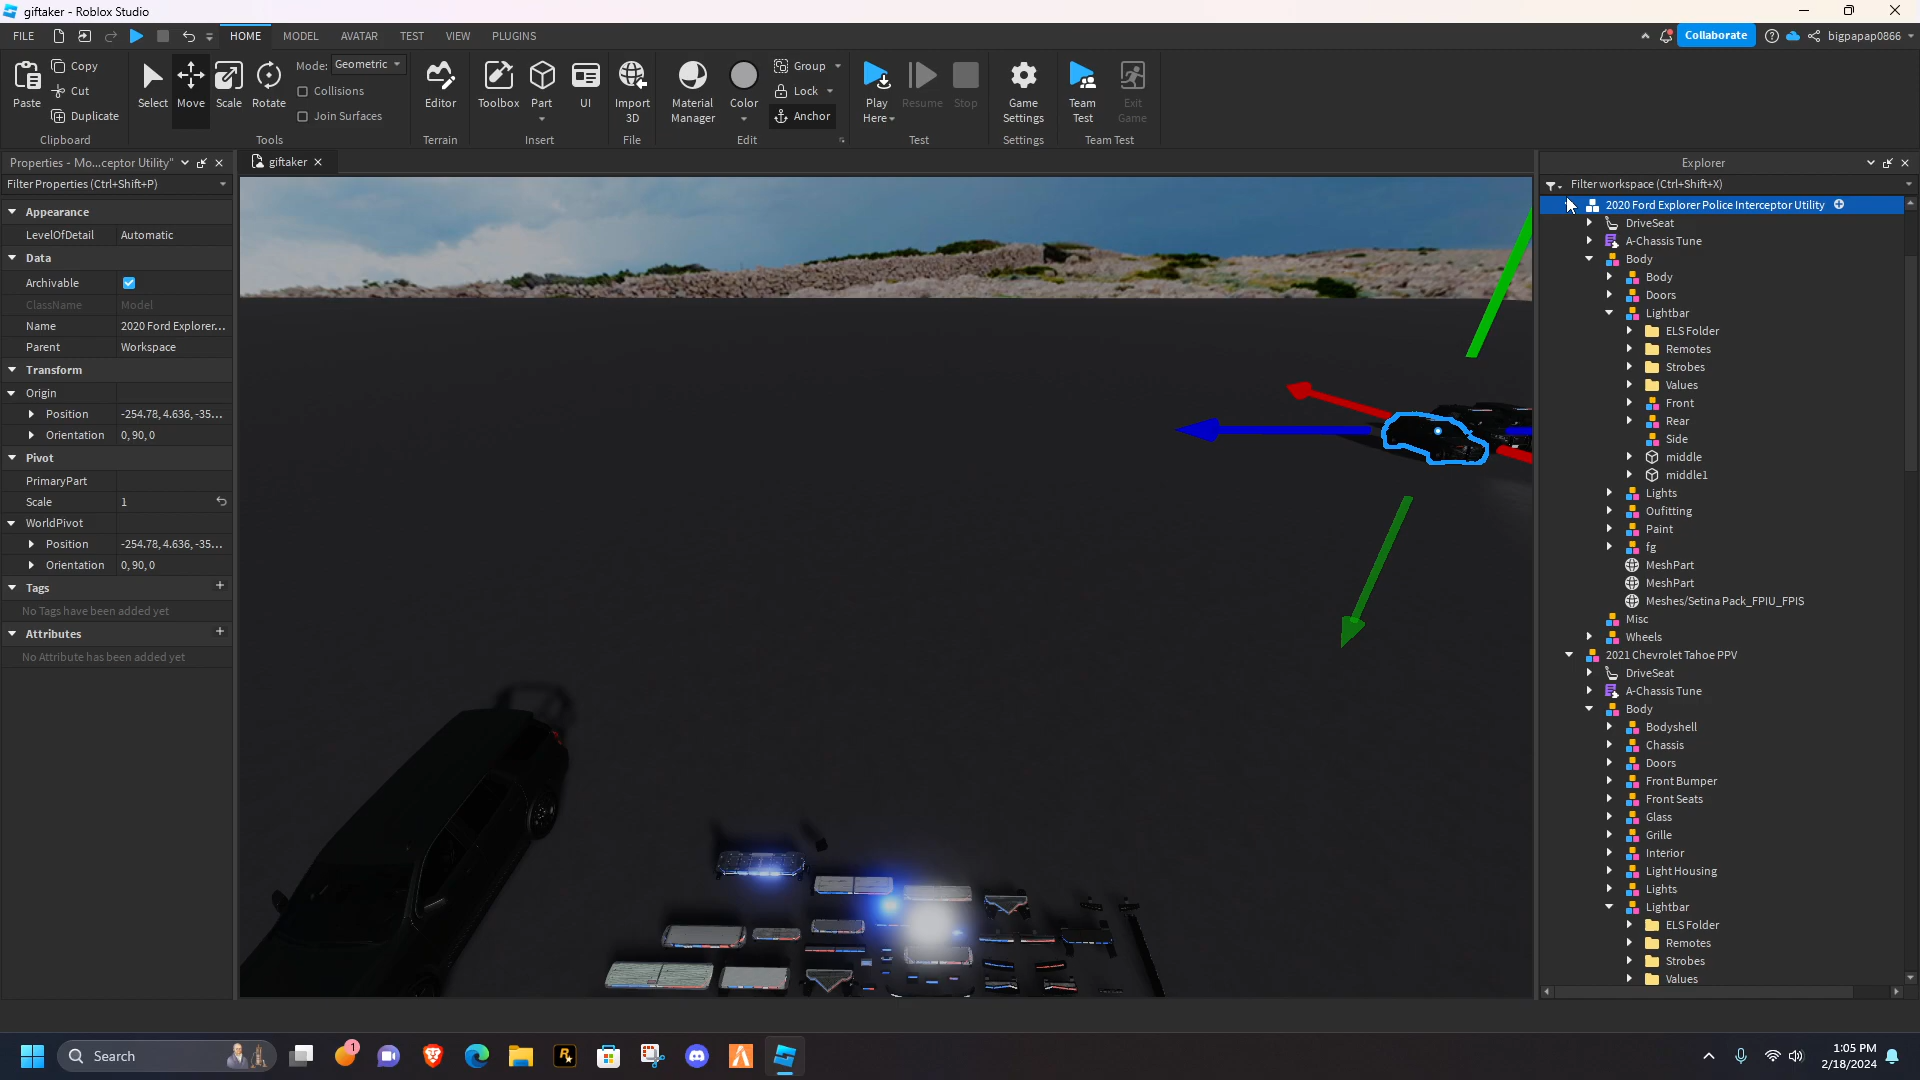 giftaker - Roblox Studio
FILE
HOME
MODEL
AVATAR
TEST
VIEW
PLUGINS
Collaborate
bigpapap0866
Paste
Copy
Cut
Duplicate
Clipboard
Select
Move
Scale
Rotate
Mode: Geometric
Collisions
Join Surfaces
Tools
Editor
Terrain
Toolbox
Part
UI
Insert
Import
3D
File
Material
Manager
Color
Group
Lock
Anchor
Edit
Play
Here
Resume
Stop
Test
Game
Settings
Settings
Team
Test
Exit
Game
Team Test
Properties - Mo...ceptor Utility"
Filter Properties (Ctrl+Shift+P)
Appearance
LevelOfDetail Automatic
Data
Archivable
ClassName Model
Name 2020 Ford Explorer...
Parent Workspace
Transform
Origin
Position -254.78, 4.636, -35...
Orientation 0, 90, 0
Pivot
PrimaryPart
Scale 1
WorldPivot
Position -254.78, 4.636, -35...
Orientation 0, 90, 0
Tags
No Tags have been added yet
Attributes
No Attribute has been added yet
giftaker
Explorer
Filter workspace (Ctrl+Shift+X)
2020 Ford Explorer Police Interceptor Utility
DriveSeat
A-Chassis Tune
Body
Body
Doors
Lightbar
ELS Folder
Remotes
Strobes
Values
Front
Rear
Side
middle
middle1
Lights
Oufitting
Paint
fg
MeshPart
MeshPart
Meshes/Setina Pack_FPIU_FPIS
Misc
Wheels
2021 Chevrolet Tahoe PPV
DriveSeat
A-Chassis Tune
Body
Bodyshell
Chassis
Doors
Front Bumper
Front Seats
Glass
Grille
Interior
Light Housing
Lights
Lightbar
ELS Folder
Remotes
Strobes
Values
Search
1
1:05 PM
2/18/2024